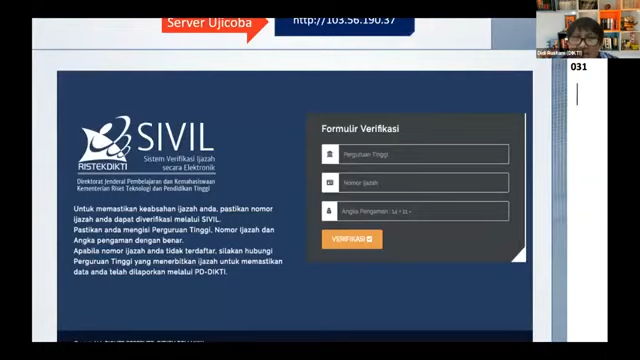 Server Ujicoba
http://103.56.190.37
Didi Rustam (DIKTI)
031
SIVIL
Sistem Verifikasi Ijazah
secara Elektronik
RISTEKDIKTI
Direktorat Jenderal Pembelajaran dan Kemahasiswaan
Kementerian Riset Teknologi dan Pendidikan Tinggi
Untuk memastikan keabsahan ijazah anda, pastikan nomor
ijazah anda dapat diverifikasi melalui SIVIL.
Pastikan anda mengisi Perguruan Tinggi, Nomor Ijazah dan
Angka pengaman dengan benar.
Apabila nomor ijazah anda tidak terdaftar, silakan hubungi
Perguruan Tinggi yang menerbitkan ijazah untuk memastikan
data anda telah dilaporkan melalui PD-DIKTI.
Formulir Verifikasi
Perguruan Tinggi
Nomor Ijazah
Angka Pengaman : 14 + 11 =
VERIFIKASI